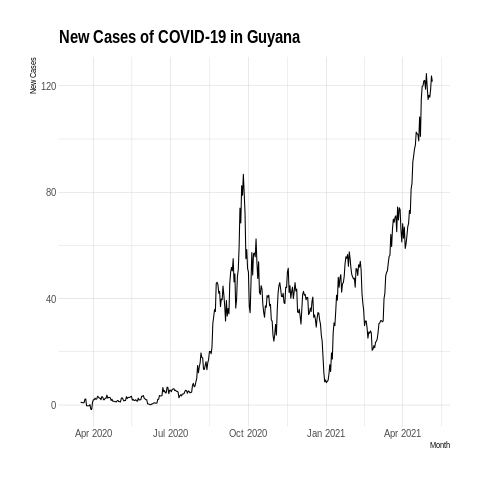 New Cases of COVID-19 in Guyana
New Cases
120
80
40
0
Apr 2020
Jul 2020
Oct 2020
Jan 2021
Apr 2021
Month